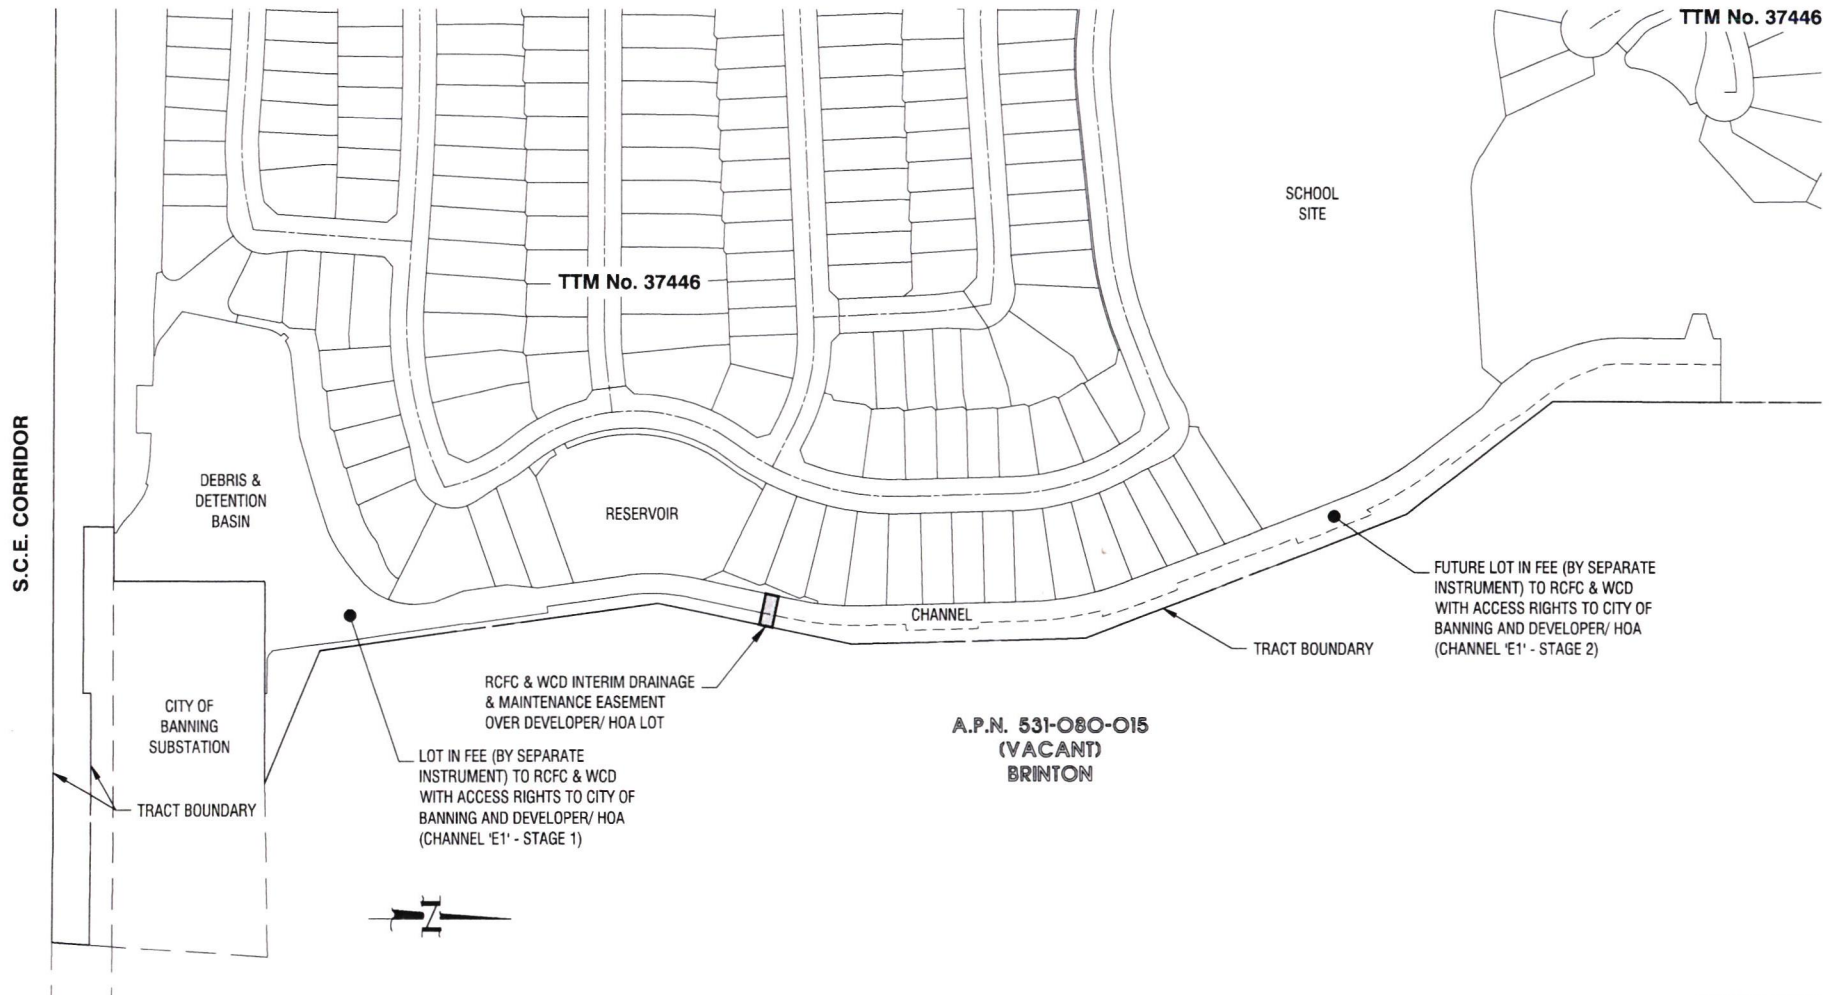 TTM No. 37446
SCHOOL
SITE
TTM No. 37446
S.C.E. CORRIDOR
DEBRIS &
DETENTION
BASIN
RESERVOIR
CHANNEL
FUTURE LOT IN FEE (BY SEPARATE
INSTRUMENT) TO RCFC & WCD
WITH ACCESS RIGHTS TO CITY OF
BANNING AND DEVELOPER/ HOA
(CHANNEL 'E1' - STAGE 2)
TRACT BOUNDARY
RCFC & WCD INTERIM DRAINAGE
& MAINTENANCE EASEMENT
OVER DEVELOPER/ HOA LOT
CITY OF
BANNING
SUBSTATION
A.P.N. 531-080-015
(VACANT)
BRINTON
LOT IN FEE (BY SEPARATE
INSTRUMENT) TO RCFC & WCD
WITH ACCESS RIGHTS TO CITY OF
BANNING AND DEVELOPER/ HOA
(CHANNEL 'E1' - STAGE 1)
TRACT BOUNDARY
N